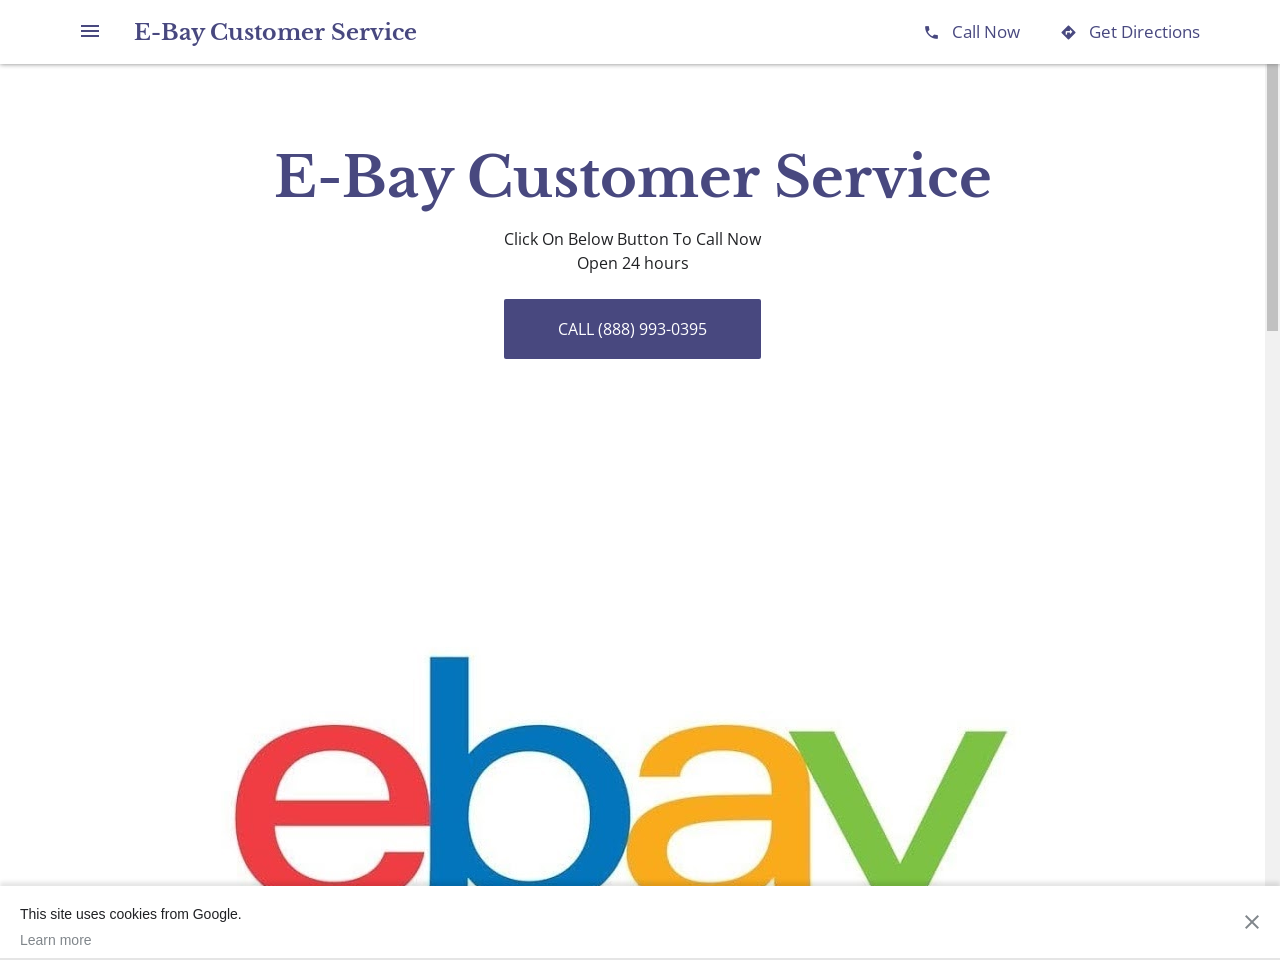 E-Bay Customer Service
Call Now
Get Directions
E-Bay Customer Service
Click On Below Button To Call Now
Open 24 hours
CALL (888) 993-0395
ebay
This site uses cookies from Google.
Learn more